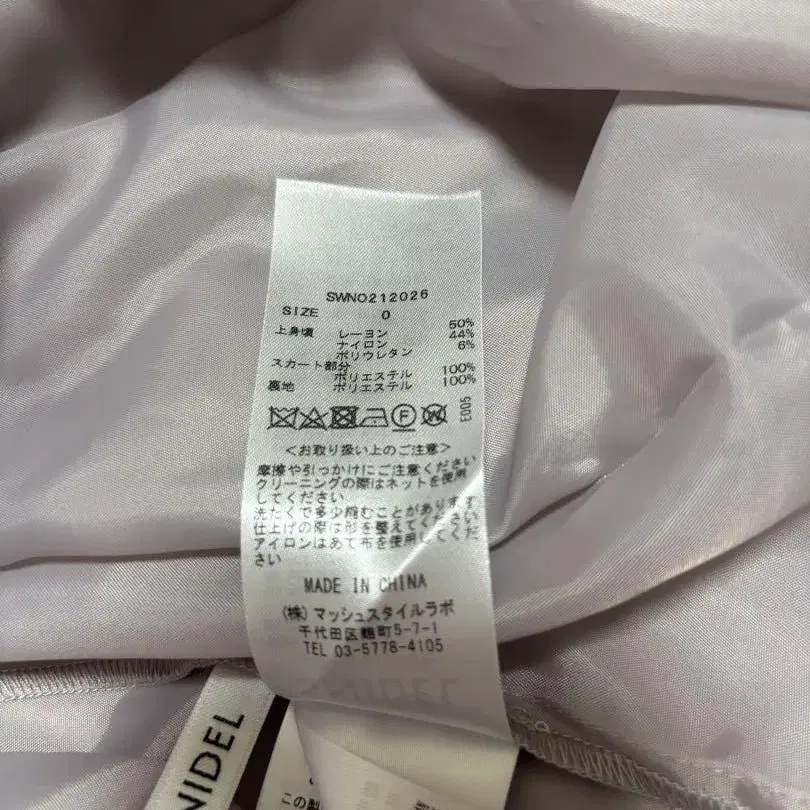 SWNO212026
SIZE 0
上身頃 レーヨン 50%
ナイロン 44%
ポリウレタン 6%
スカート部分
ポリエステル 100%
裏地 ポリエステル 100%
E005
<お取り扱い上のご注意>
摩擦や引っかけにご注意ください
クリーニングの際はネットを使用
してください
洗たくで多少縮むことがあります
仕上げの際は形を整えてください
アイロンはあて布を使用してくだ
さい
MADE IN CHINA
(株)マッシュスタイルラボ
千代田区麹町5-7-1
TEL 03-5778-4105
NIDEL
この製